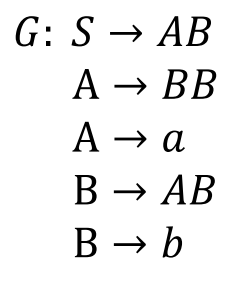 G: S → AB
A → BB
A → a
B → AB
B → b